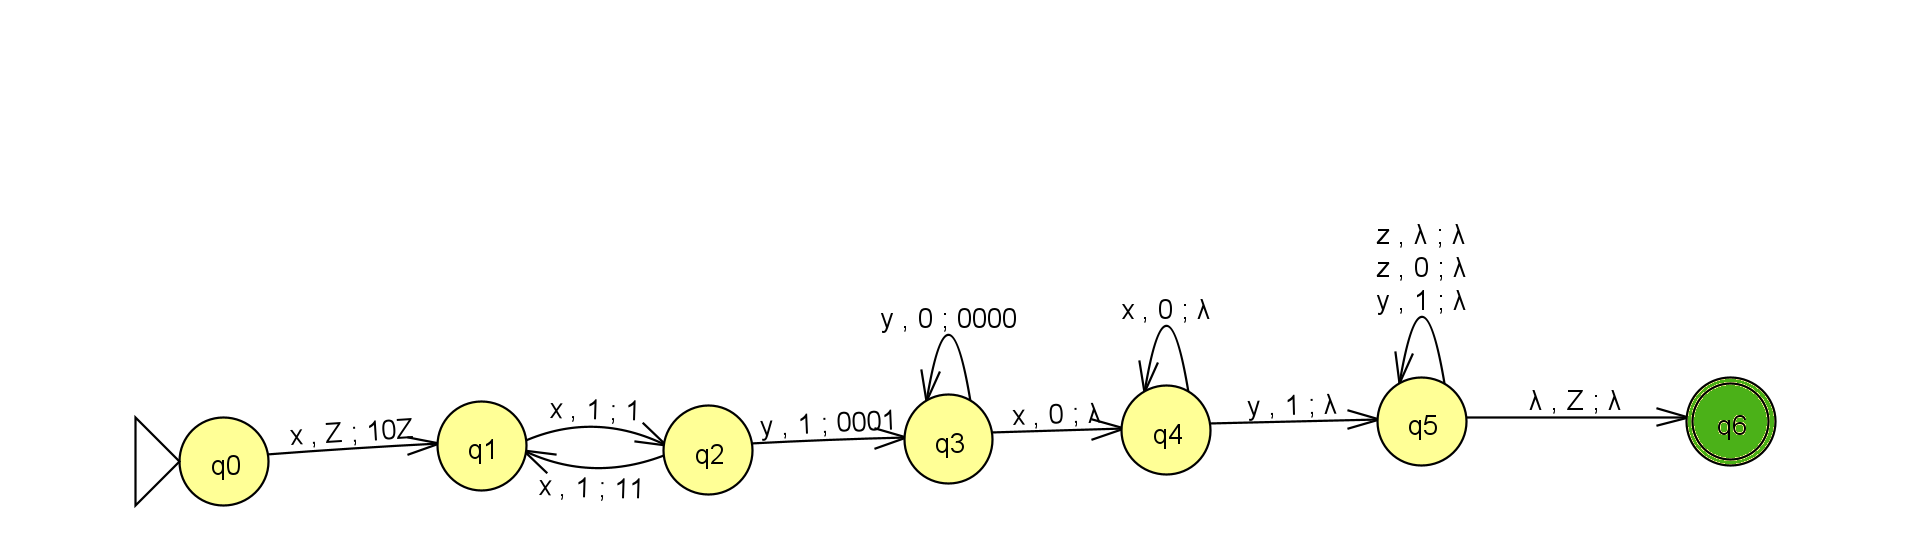 z , λ ; λ
z , 0 ; λ
y , 1 ; λ
y , 0 ; 0000
x , 0 ; λ
x , Z ; 10Z
x , 1 ; 1
x , 1 ; 11
y , 1 ; 0001
x , 0 ; λ
y , 1 ; λ
λ , Z ; λ
q0
q1
q2
q3
q4
q5
q6